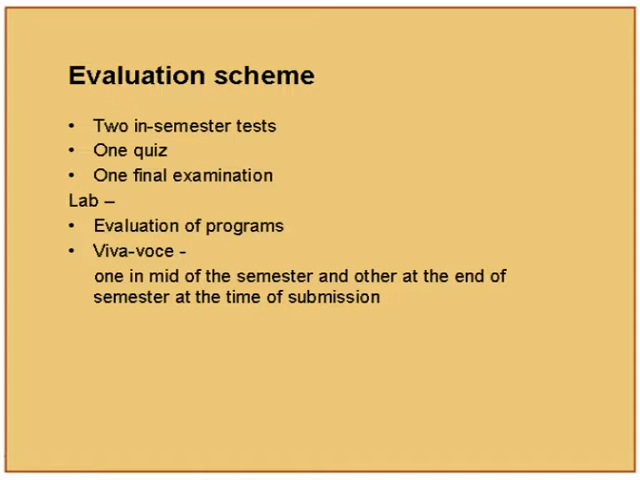 Evaluation scheme
• Two in-semester tests
• One quiz
• One final examination
Lab –
• Evaluation of programs
• Viva-voce -
one in mid of the semester and other at the end of
semester at the time of submission